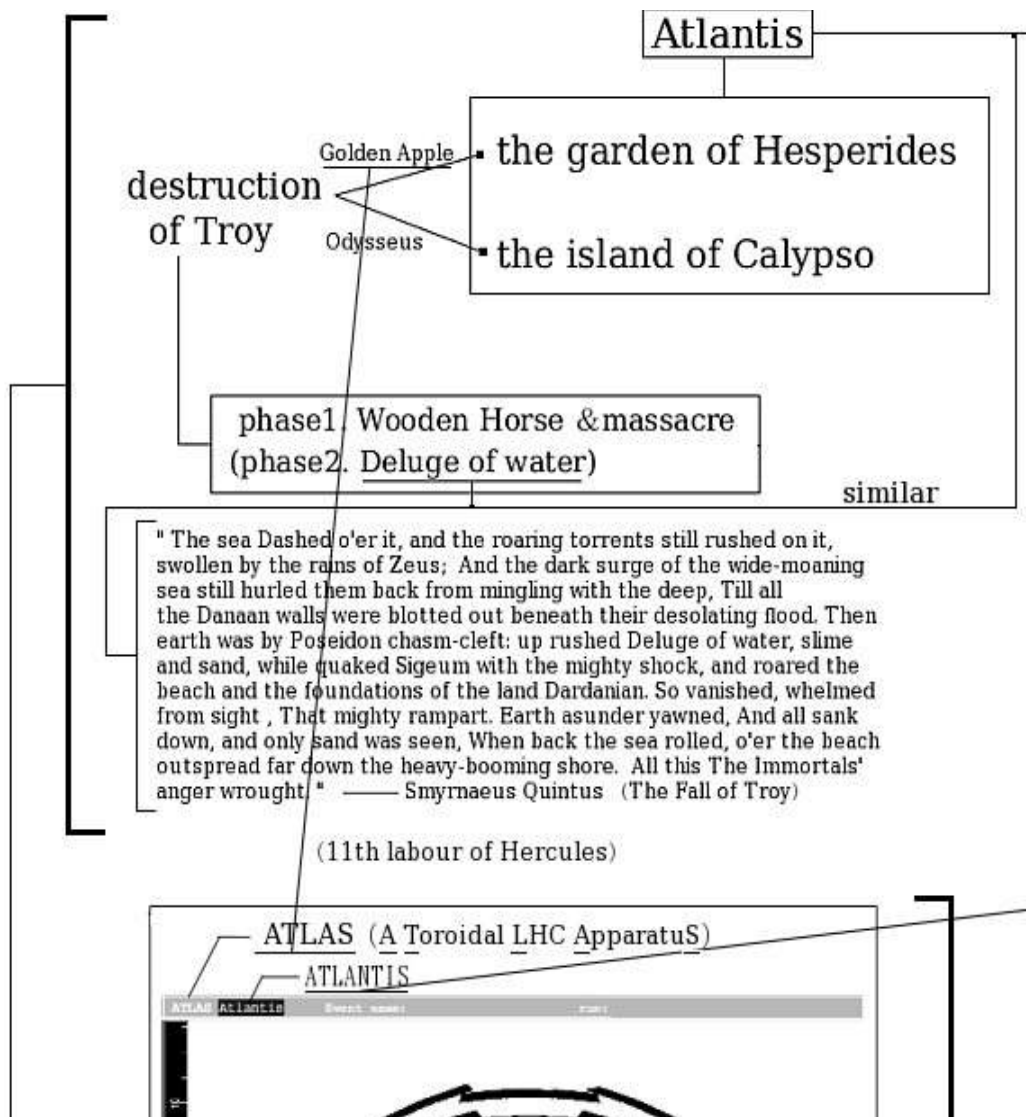 Atlantis
Golden Apple
the garden of Hesperides
destruction
of Troy
Odysseus
the island of Calypso
phase1. Wooden Horse &massacre
(phase2. Deluge of water)
similar
" The sea Dashed o'er it, and the roaring torrents still rushed on it,
swollen by the rains of Zeus; And the dark surge of the wide-moaning
sea still hurled them back from mingling with the deep, Till all
the Danaan walls were blotted out beneath their desolating flood. Then
earth was by Poseidon chasm-cleft: up rushed Deluge of water, slime
and sand, while quaked Sigeum with the mighty shock, and roared the
beach and the foundations of the land Dardanian. So vanished, whelmed
from sight , That mighty rampart. Earth asunder yawned, And all sank
down, and only sand was seen, When back the sea rolled, o'er the beach
outspread far down the heavy-booming shore. All this The Immortals'
anger wrought. " —— Smyrnaeus Quintus (The Fall of Troy)
(11th labour of Hercules)
ATLAS (A Toroidal LHC ApparatuS)
ATLANTIS
ATLAS Atlantis Event name: run: